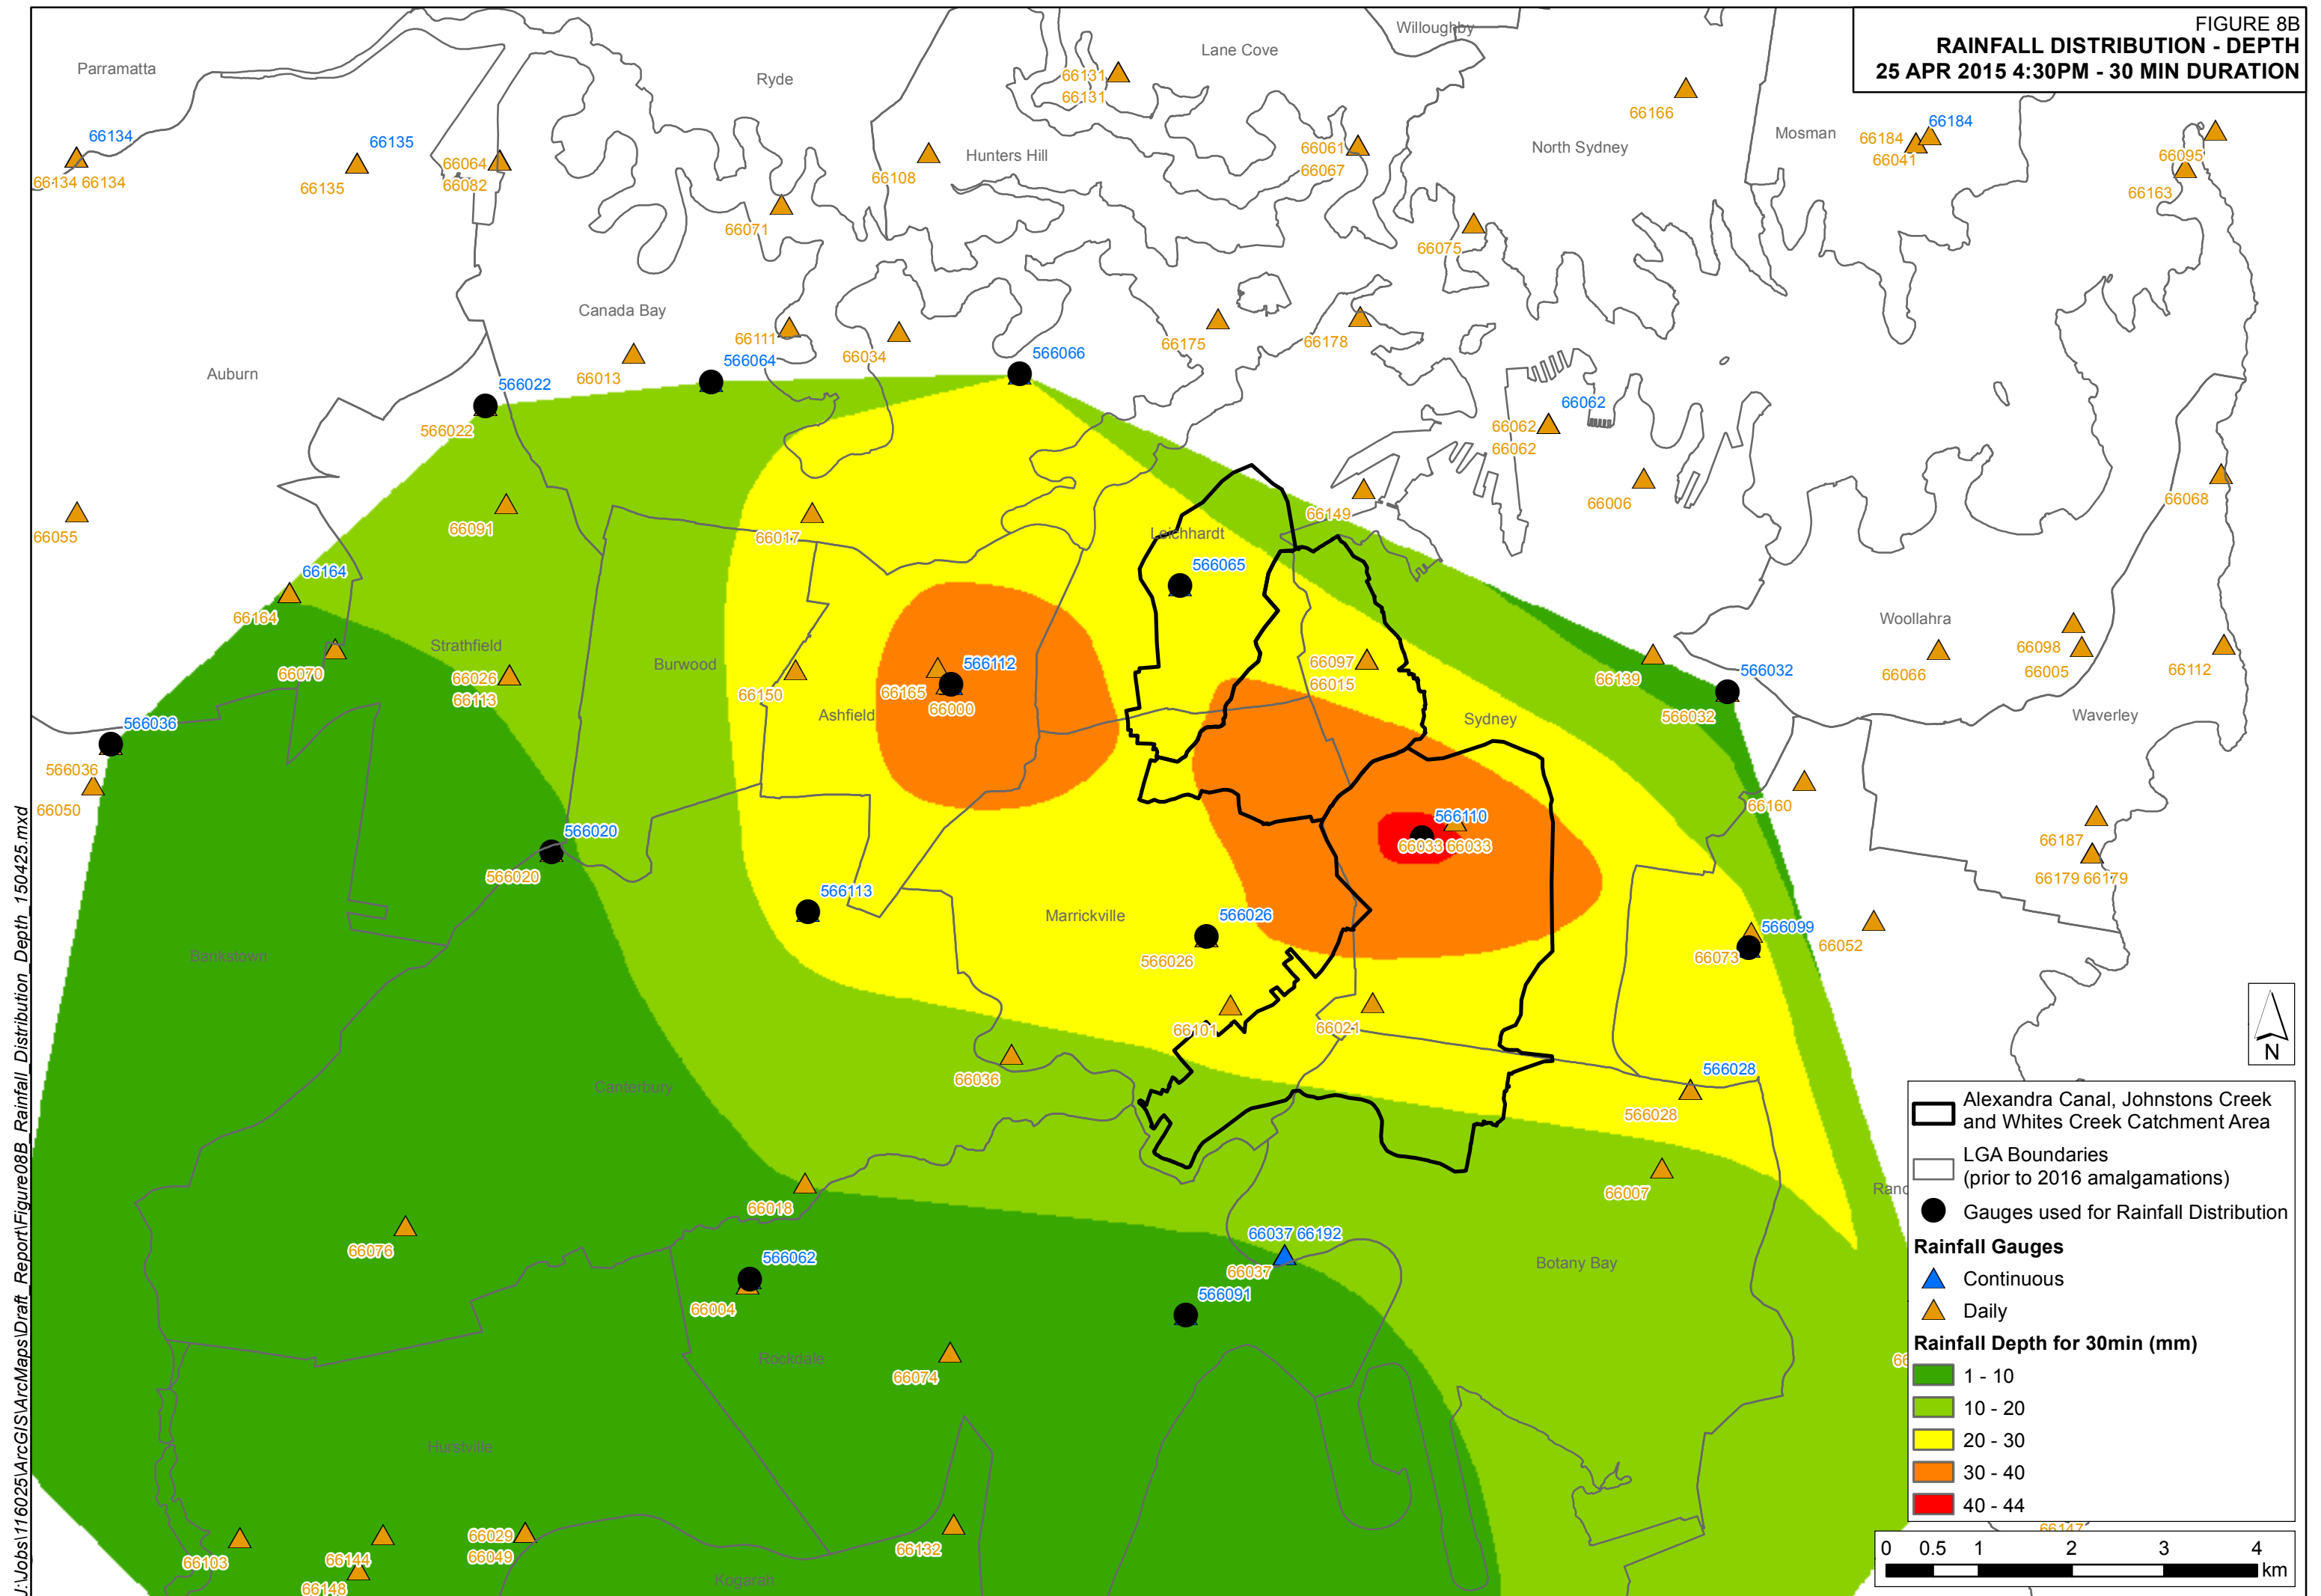 FIGURE 8B
RAINFALL DISTRIBUTION - DEPTH
25 APR 2015 4:30PM - 30 MIN DURATION
Willoughby
Lane Cove
Parramatta
Ryde
66131
66131
66166
Mosman
66184
66184
66041
66134
66135
66134 66134
66135
66064
66082
66108
Hunters Hill
66061
66067
North Sydney
66095
66163
66071
66075
Canada Bay
66111
66034
66175
66178
66013
566064
566066
Auburn
566022
566022
66062
66062
66062
66006
66068
66055
66091
66017
66149
Leichhardt
566065
66164
66164
66070
Strathfield
66026
66113
Burwood
66150
566112
66165
66000
Ashfield
66097
66015
Sydney
66139
566032
566032
Woollahra
66066
66098
66005
66112
Waverley
566036
566036
66050
566020
566020
566110
66033 66033
66160
66187
66179 66179
566113
Marrickville
566026
566026
566099
66073
66052
Bankstown
66101
66021
66036
Canterbury
566028
566028
66018
66007
66076
66037 66192
66037
566062
66004
566091
Botany Bay
Rockdale
66074
Hurstville
66103
66144
66148
66029
66049
66132
Kogarah
66147
N
Alexandra Canal, Johnstons Creek
and Whites Creek Catchment Area
LGA Boundaries
(prior to 2016 amalgamations)
Gauges used for Rainfall Distribution
Rainfall Gauges
Continuous
Daily
Rainfall Depth for 30min (mm)
1 - 10
10 - 20
20 - 30
30 - 40
40 - 44
0 0.5 1 2 3 4
km
J:\Jobs\116025\ArcGIS\ArcMaps\Draft_Report\Figure08B_Rainfall_Distribution_Depth_150425.mxd